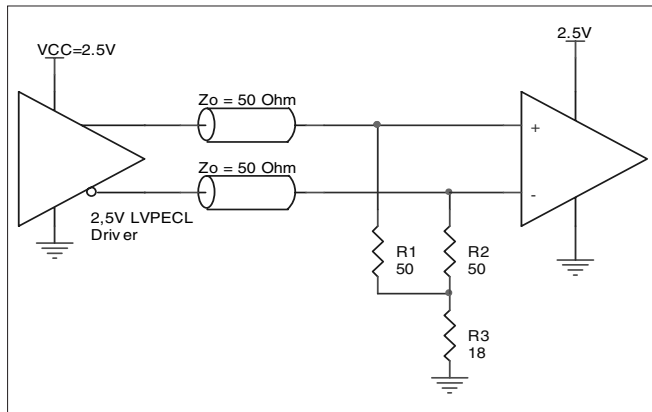 VCC=2.5V
2.5V
Zo = 50 Ohm
+
Zo = 50 Ohm
-
2,5V LVPECL
Driver
R1
50
R2
50
R3
18